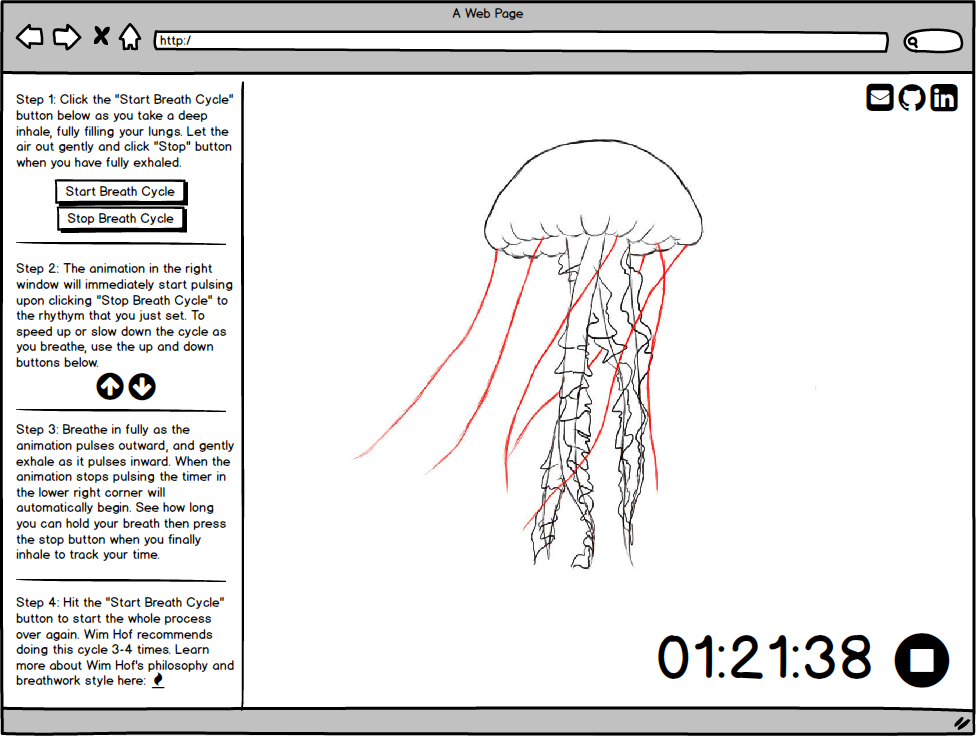 A Web Page
http:/
Step 1: Click the "Start Breath Cycle"
button below as you take a deep
inhale, fully filling your lungs. Let the
air out gently and click "Stop" button
when you have fully exhaled.
Start Breath Cycle
Stop Breath Cycle
Step 2: The animation in the right
window will immediately start pulsing
upon clicking "Stop Breath Cycle" to
the rhythym that you just set. To
speed up or slow down the cycle as
you breathe, use the up and down
buttons below.
Step 3: Breathe in fully as the
animation pulses outward, and gently
exhale as it pulses inward. When the
animation stops pulsing the timer in
the lower right corner will
automatically begin. See how long
you can hold your breath then press
the stop button when you finally
inhale to track your time.
Step 4: Hit the "Start Breath Cycle"
button to start the whole process
over again. Wim Hof recommends
doing this cycle 3-4 times. Learn
more about Wim Hof's philosophy and
breathwork style here:
in
01:21:38